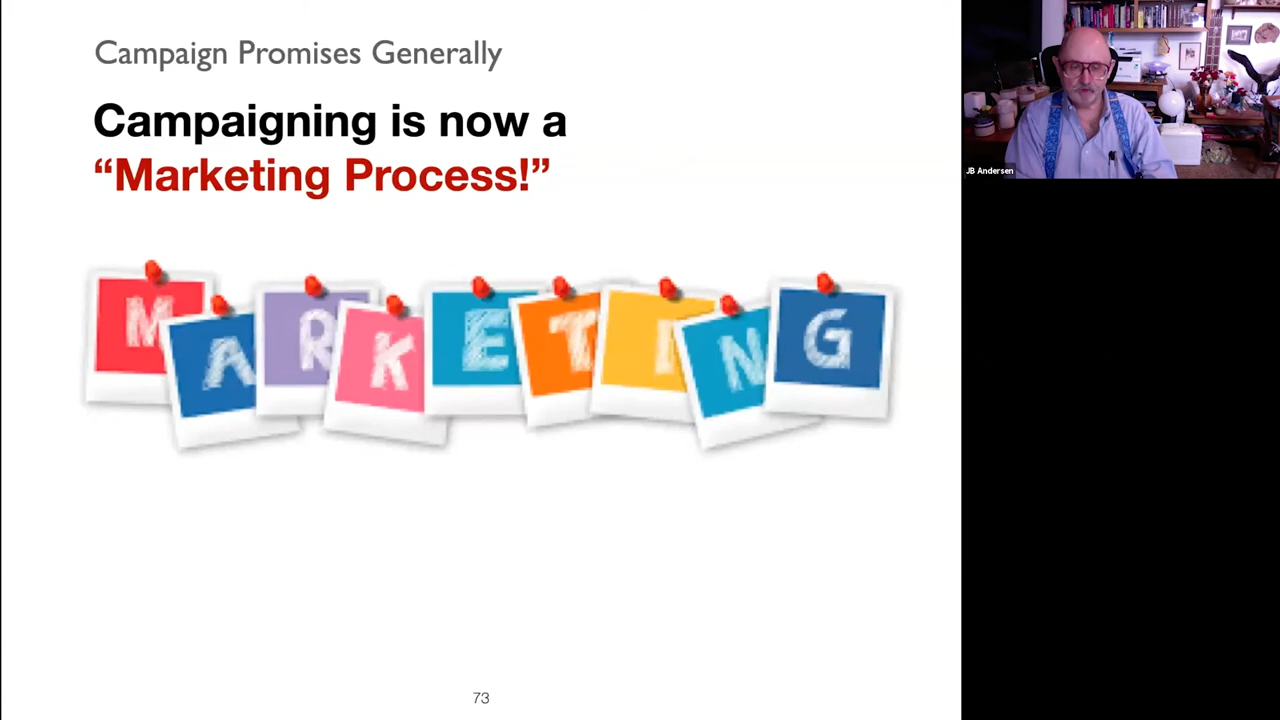 Campaign Promises Generally
Campaigning is now a
“Marketing Process!”
MARKETING
73
JB Andersen